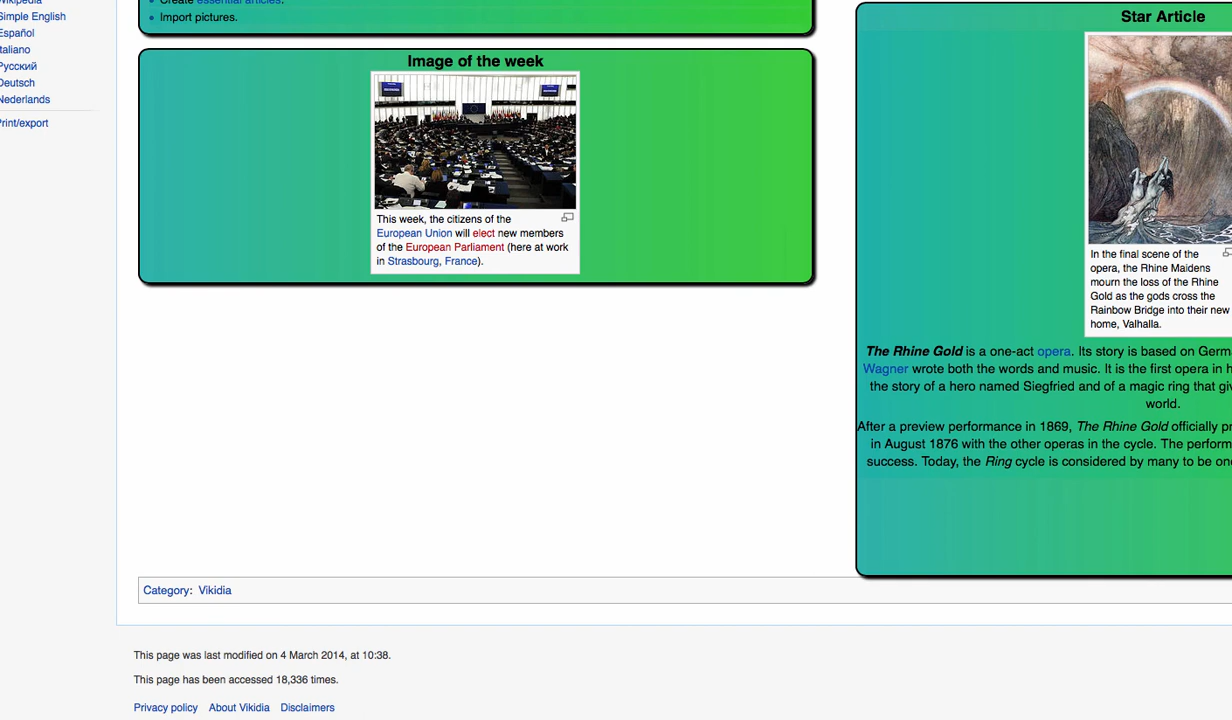 Wikipedia
Simple English
Español
Italiano
Русский
Deutsch
Nederlands
Print/export
Create essential articles.
Import pictures.
Image of the week
This week, the citizens of the
European Union will elect new members
of the European Parliament (here at work
in Strasbourg, France).
Star Article
In the final scene of the
opera, the Rhine Maidens
mourn the loss of the Rhine
Gold as the gods cross the
Rainbow Bridge into their new
home, Valhalla.
The Rhine Gold is a one-act opera. Its story is based on Germ
Wagner wrote both the words and music. It is the first opera in h
the story of a hero named Siegfried and of a magic ring that giv
world.
After a preview performance in 1869, The Rhine Gold officially pr
in August 1876 with the other operas in the cycle. The perform
success. Today, the Ring cycle is considered by many to be one
Category: Vikidia
This page was last modified on 4 March 2014, at 10:38.
This page has been accessed 18,336 times.
Privacy policy About Vikidia Disclaimers